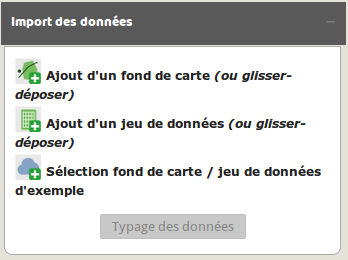 Import des données
Ajout d'un fond de carte (ou glisser-
déposer)
Ajout d'un jeu de données (ou glisser-
déposer)
Sélection fond de carte / jeu de données
d'exemple
Typage des données